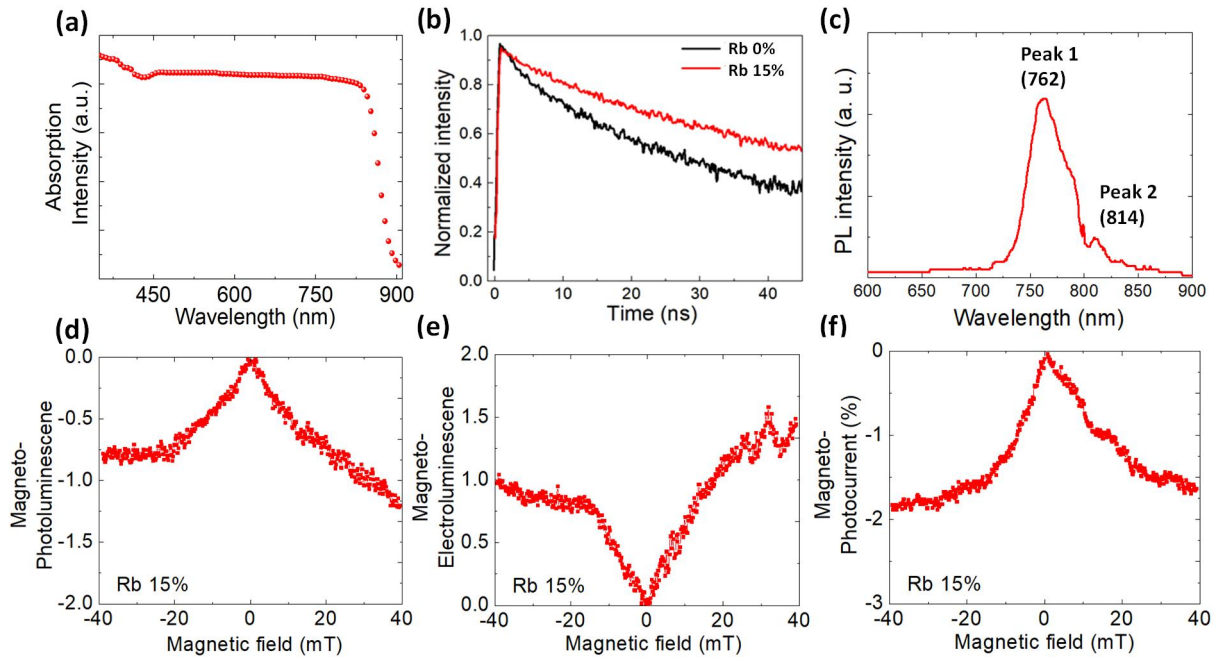 (a)
Absorption
Intensity (a.u.)
450 600 750 900
Wavelength (nm)
(b)
Normalized intensity
1.0
0.8
0.6
0.4
0.2
0.0
Rb 0%
Rb 15%
0 10 20 30 40
Time (ns)
(c)
PL intensity (a. u.)
Peak 1
(762)
Peak 2
(814)
600 650 700 750 800 850 900
Wavelength (nm)
(d)
Magneto-
Photoluminescene
0.0
-0.5
-1.0
-1.5
-2.0
Rb 15%
-40 -20 0 20 40
Magnetic field (mT)
(e)
Magneto-
Electroluminescene
2.0
1.5
1.0
0.5
0.0
Rb 15%
-40 -20 0 20 40
Magnetic field (mT)
(f)
Magneto-
Photocurrent (%)
0
-1
-2
-3
Rb 15%
-40 -20 0 20 40
Magnetic field (mT)